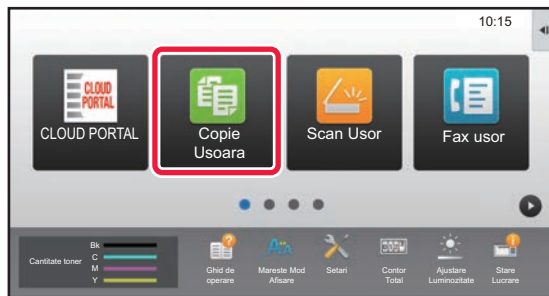 10:15
CLOUD
PORTAL
CLOUD PORTAL
Copie
Usoara
Scan Usor
Fax usor
Cantitate toner
Bk
C
M
Y
Ghid de
operare
Mareste Mod
Afisare
Setari
Contor
Total
Ajustare
Luminozitate
Stare
Lucrare